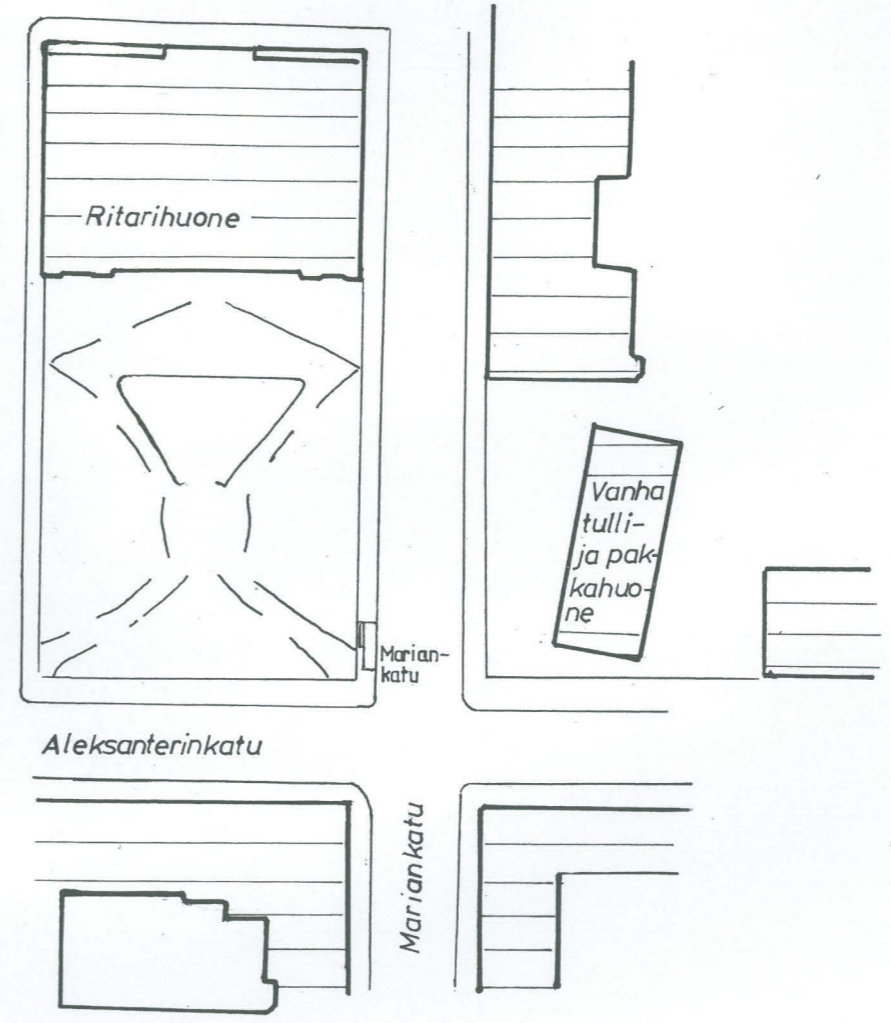 Ritarihuone
Vanha
tulli-
ja pak-
kahuo-
ne
Marian-
katu
Aleksanterinkatu
Mariankatu